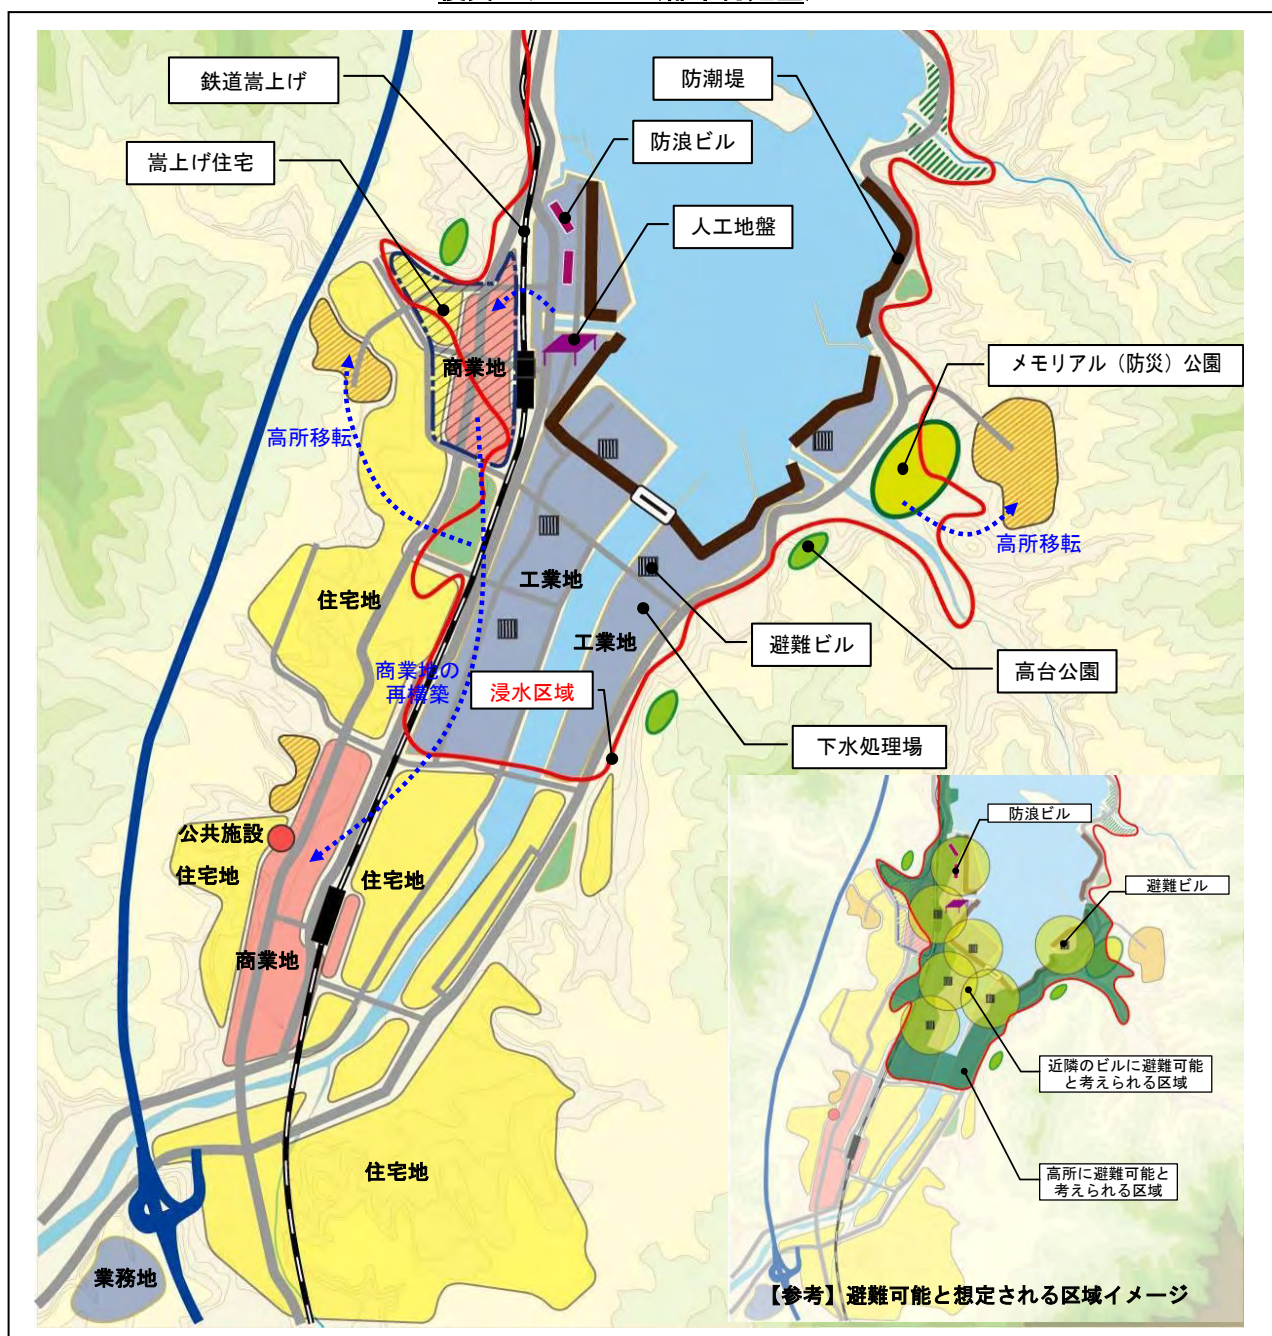 鉄道嵩上げ
防潮堤
防浪ビル
嵩上げ住宅
人工地盤
メモリアル（防災）公園
商業地
高所移転
高所移転
工業地
住宅地
工業地
避難ビル
高台公園
商業地の
再構築
浸水区域
下水処理場
公共施設
住宅地
住宅地
商業地
住宅地
業務地
防浪ビル
避難ビル
近隣のビルに避難可能
と考えられる区域
高所に避難可能と
考えられる区域
【参考】避難可能と想定される区域イメージ